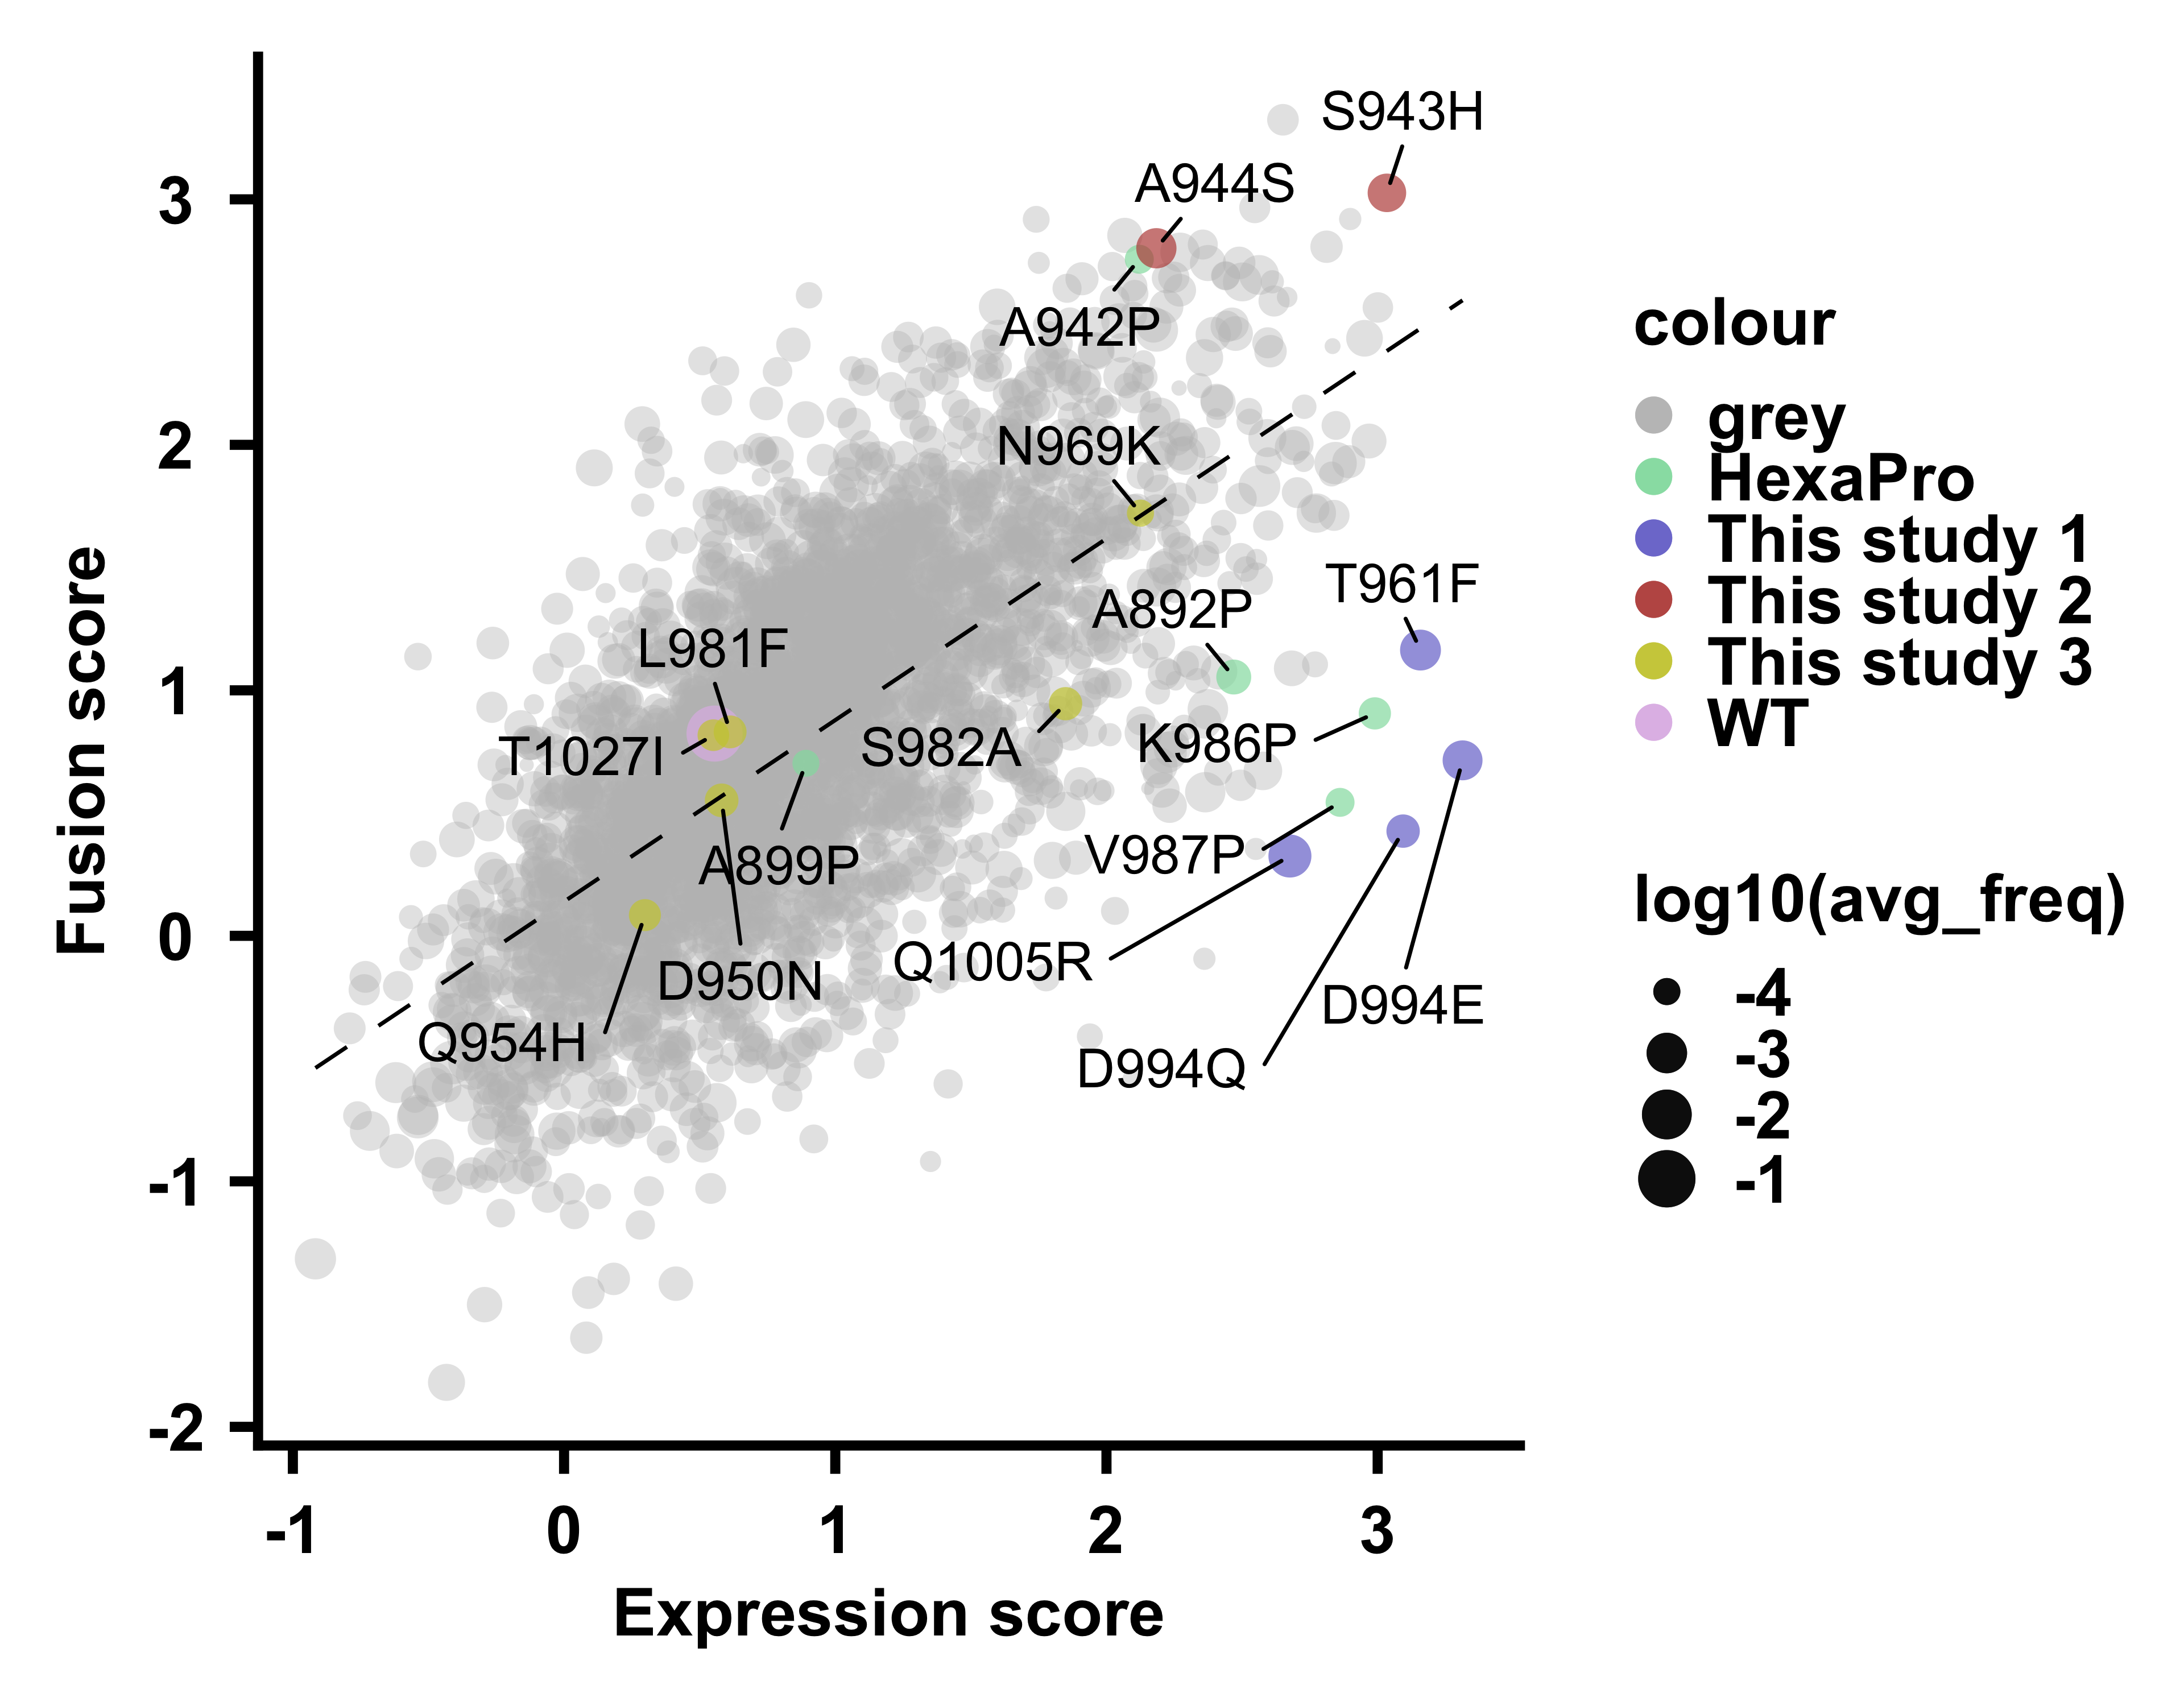 S943H
A944S
A942P
N969K
T961F
A892P
L981F
T1027I
S982A
K986P
A899P
V987P
Q1005R
D950N
D994E
Q954H
D994Q
3
2
1
0
-1
-2
-1
0
1
2
3
Fusion score
Expression score
colour
grey
HexaPro
This study 1
This study 2
This study 3
WT
log10(avg_freq)
-4
-3
-2
-1